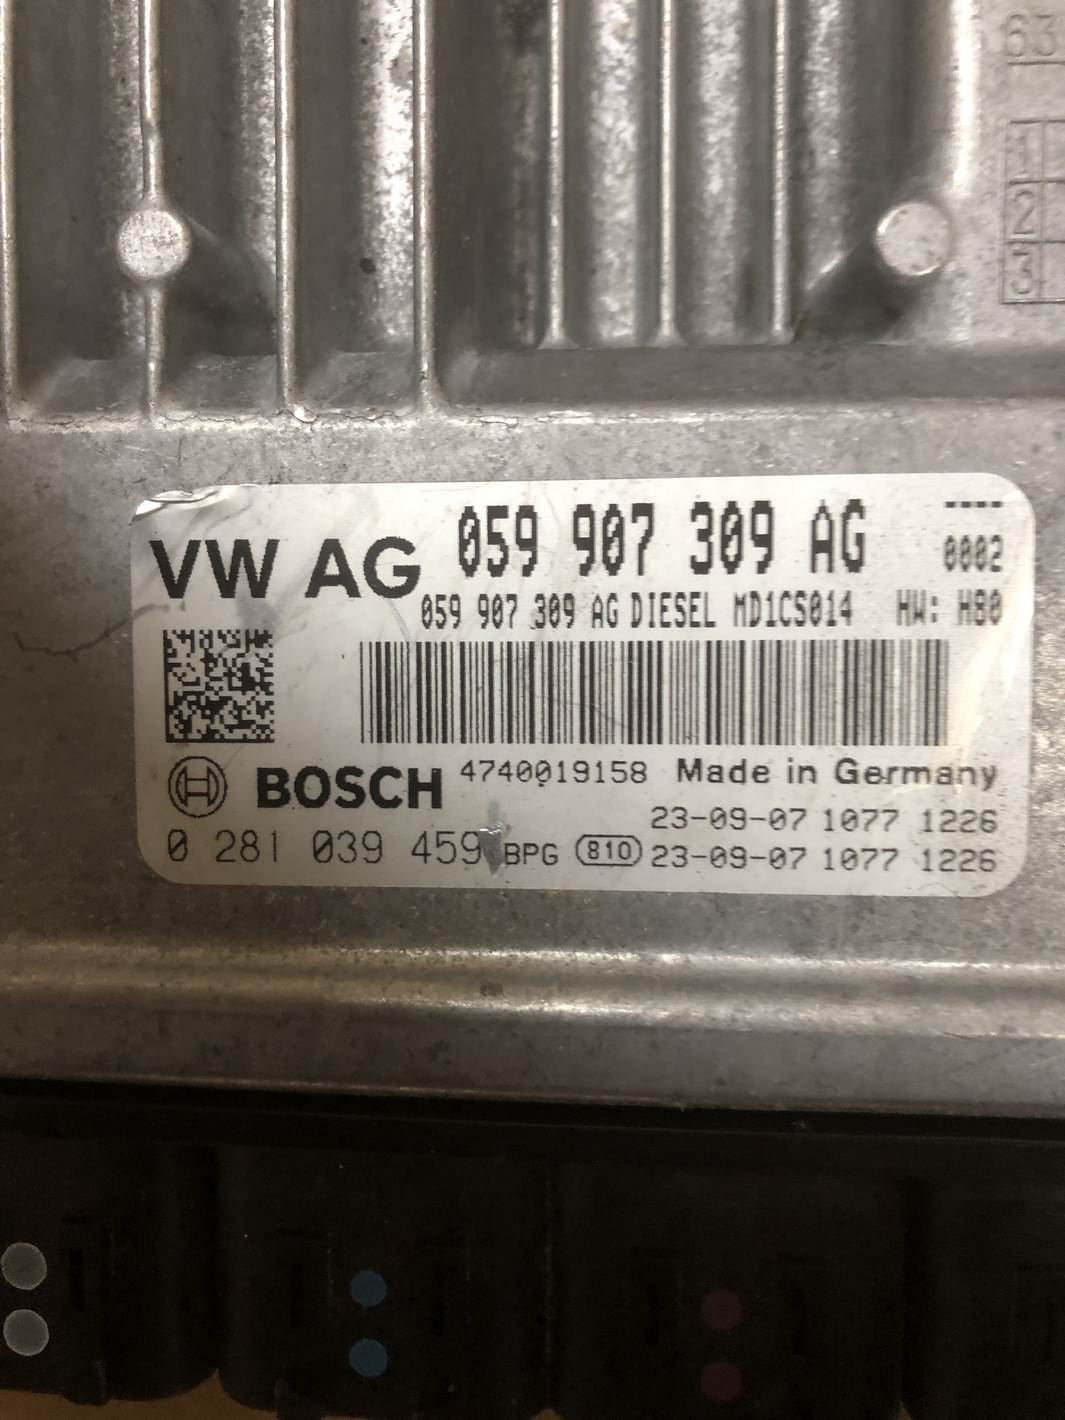 63
1
2
3
VW AG 059 907 309 AG ----
0002
059 907 309 AG DIESEL MD1CS014 HW: H80
BOSCH 4740019158 Made in Germany
23-09-07 1077 1226
0 281 039 459 BPG 810 23-09-07 1077 1226